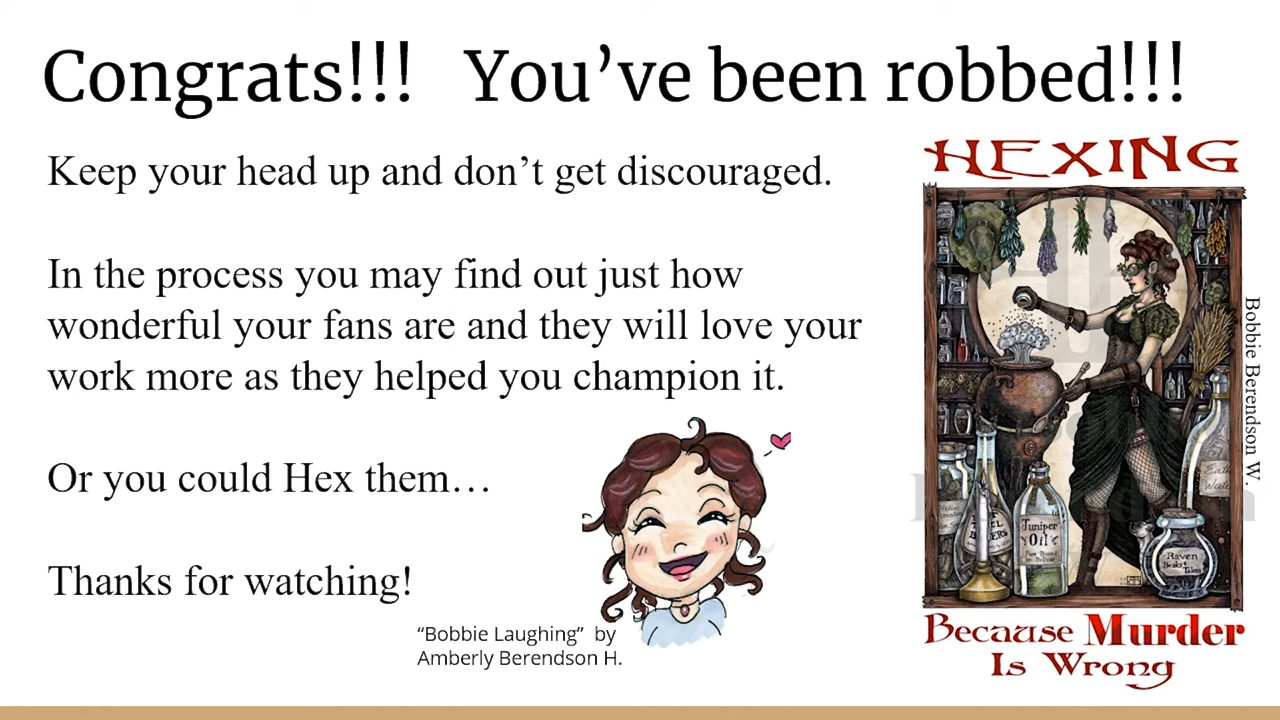 Congrats!!! You’ve been robbed!!!
Keep your head up and don’t get discouraged.
In the process you may find out just how
wonderful your fans are and they will love your
work more as they helped you champion it.
Or you could Hex them…
Thanks for watching!
“Bobbie Laughing” by
Amberly Berendson H.
HEXING
Juniper
Oil
Raven
Because Murder
Is Wrong
Bobbie Berendson W.